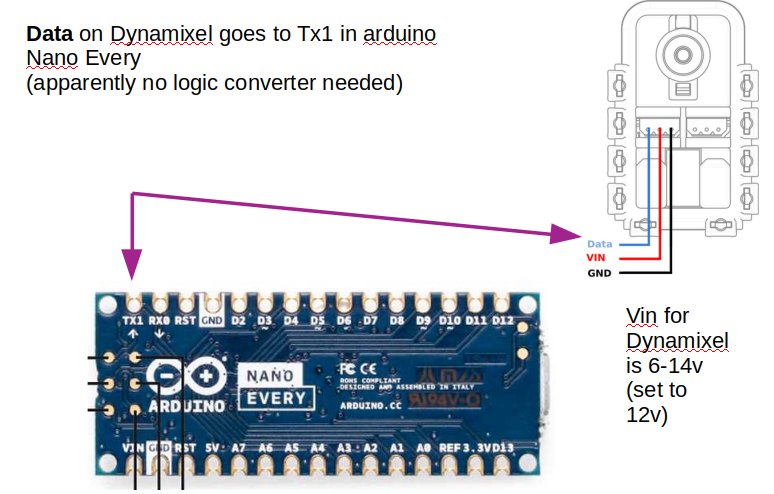 Data on Dynamixel goes to Tx1 in arduino
Nano Every
(apparently no logic converter needed)
Data
VIN
GND
Vin for
Dynamixel
is 6-14v
(set to
12v)
TX1 RX0 RST GND D2 D3 D4 D5 D6 D7 D8 D9 D10 D11 D12
NANO
EVERY
ARDUINO
FC CE
ROHS COMPLIANT
DESIGNED AND ASSEMBLED IN ITALY
ARDUINO.CC
VIN GND RST 5V A7 A6 A5 A4 A3 A2 A1 A0 REF 3.3V D13